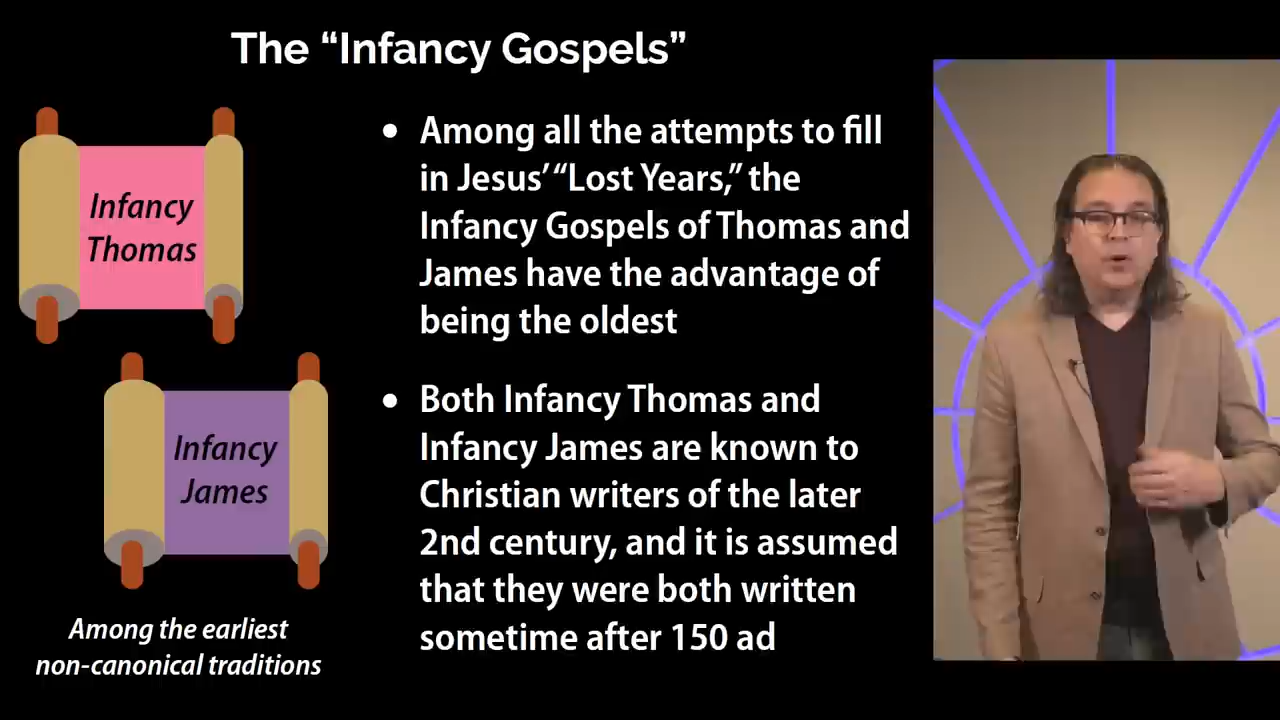 The “Infancy Gospels”
Infancy
Thomas
Infancy
James
Among the earliest
non-canonical traditions
• Among all the attempts to fill
in Jesus’ “Lost Years,” the
Infancy Gospels of Thomas and
James have the advantage of
being the oldest
• Both Infancy Thomas and
Infancy James are known to
Christian writers of the later
2nd century, and it is assumed
that they were both written
sometime after 150 ad